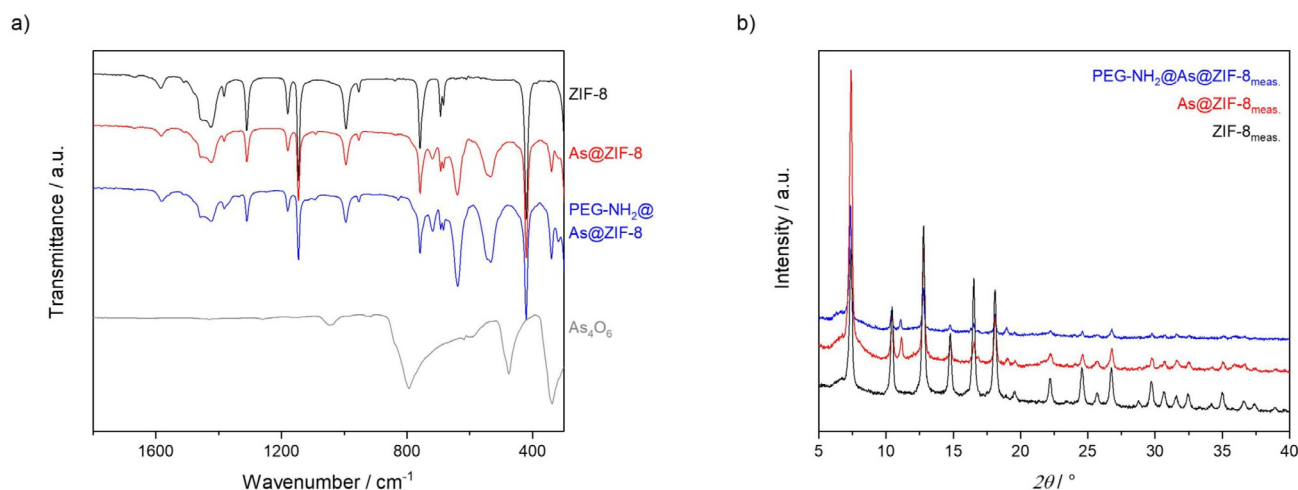 a)
Transmittance / a.u.
ZIF-8
As@ZIF-8
PEG-NH₂@
As@ZIF-8
As₄O₆
1600
1200
800
400
Wavenumber / cm⁻¹
b)
Intensity / a.u.
PEG-NH₂@As@ZIF-8meas.
As@ZIF-8meas.
ZIF-8meas.
5
10
15
20
25
30
35
40
2θ / °